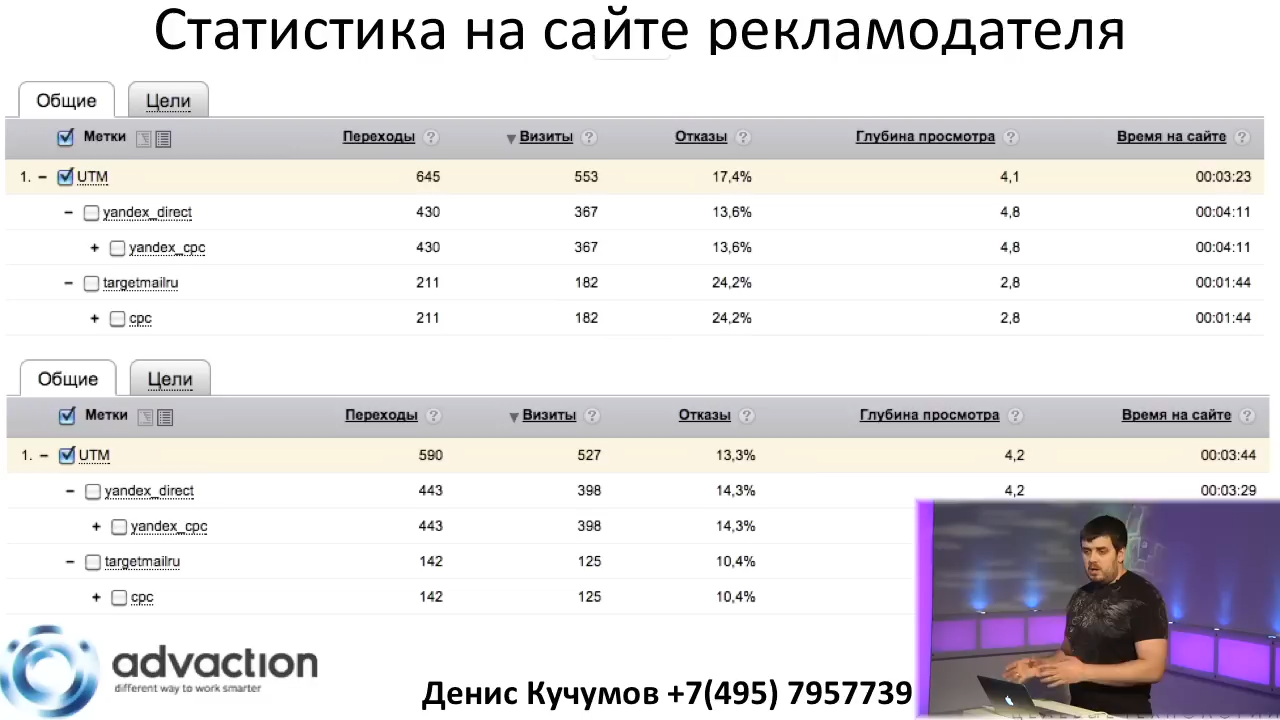 Статистика на сайте рекламодателя
Общие Цели
Метки Переходы ? Визиты ? Отказы ? Глубина просмотра ? Время на сайте ?
1. – UTM 645 553 17,4% 4,1 00:03:23
– yandex_direct 430 367 13,6% 4,8 00:04:11
+ yandex_cpc 430 367 13,6% 4,8 00:04:11
– targetmailru 211 182 24,2% 2,8 00:01:44
+ cpc 211 182 24,2% 2,8 00:01:44
Общие Цели
Метки Переходы ? Визиты ? Отказы ? Глубина просмотра ? Время на сайте ?
1. – UTM 590 527 13,3% 4,2 00:03:44
– yandex_direct 443 398 14,3% 4,2 00:03:29
+ yandex_cpc 443 398 14,3%
– targetmailru 142 125 10,4%
+ cpc 142 125 10,4%
advaction
different way to work smarter
Денис Кучумов +7(495) 7957739